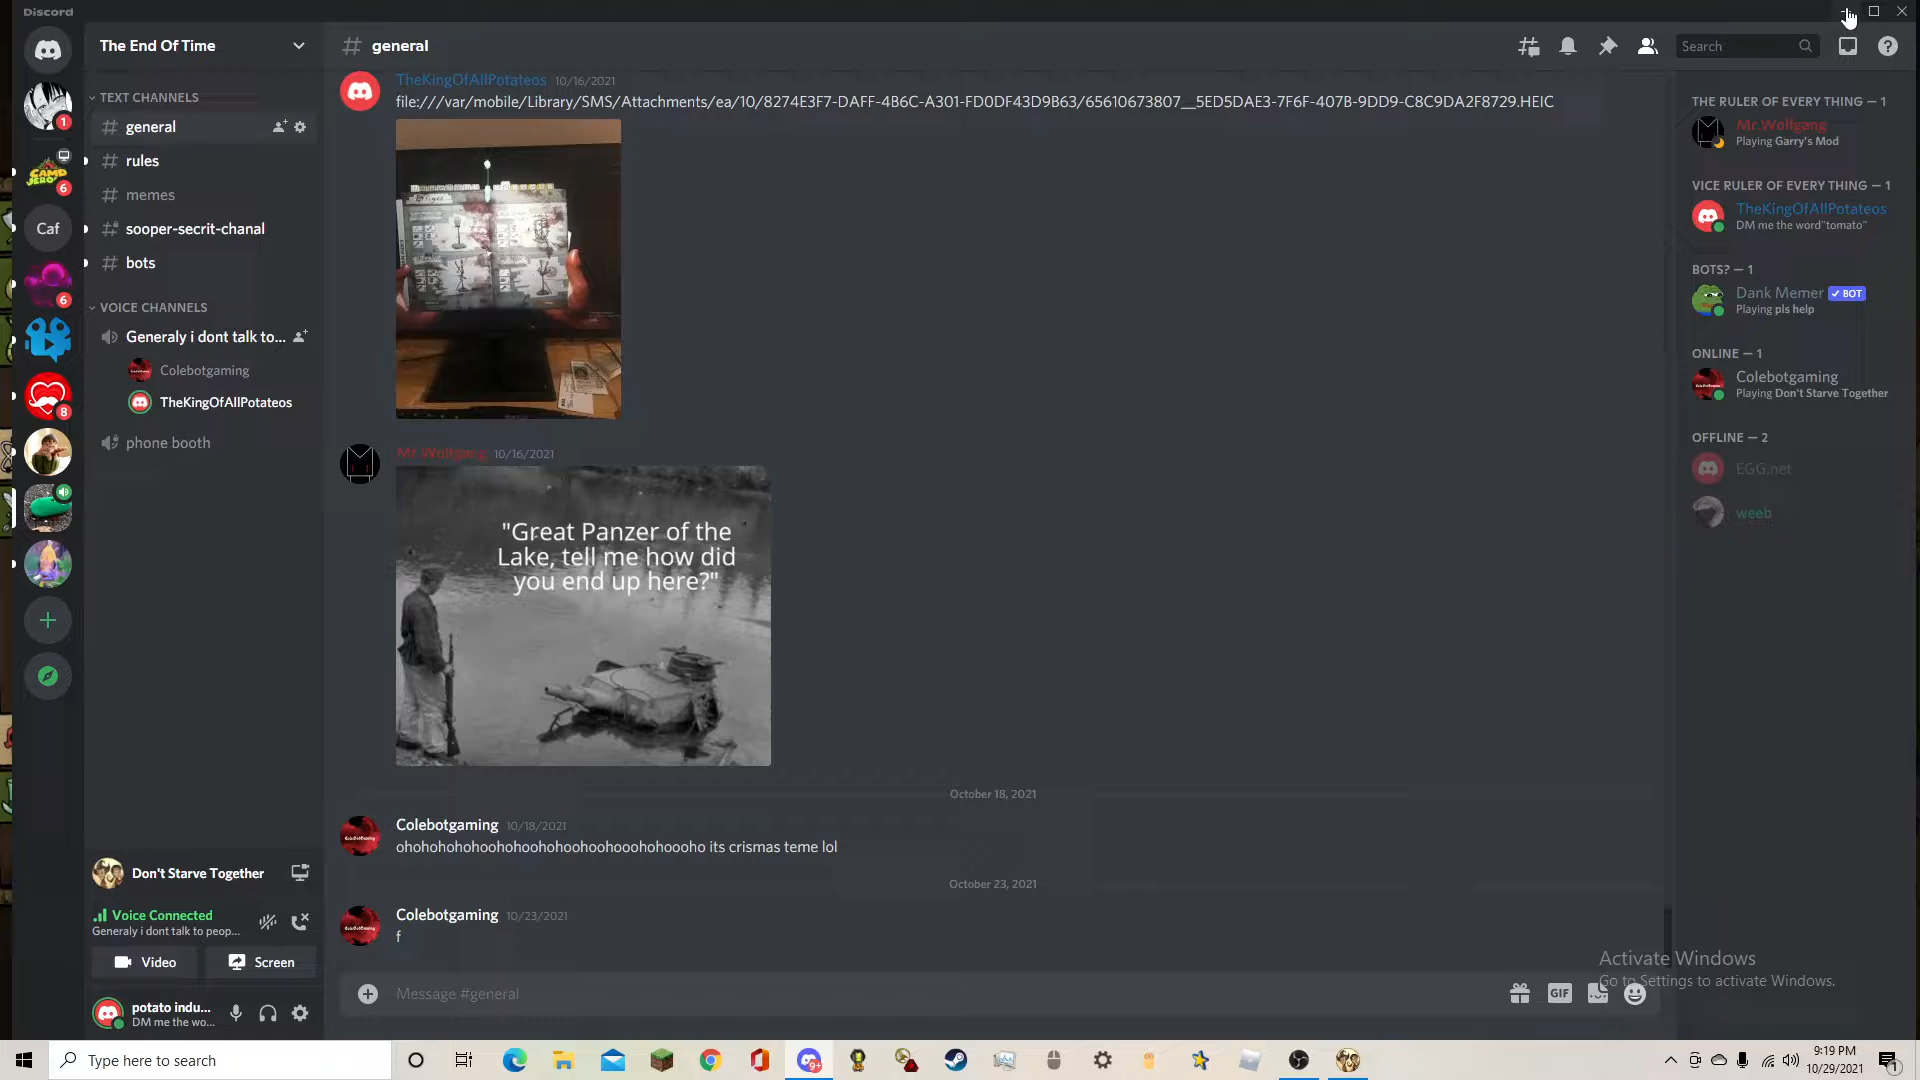 Discord
The End Of Time
# general
Search
TEXT CHANNELS
# general
# rules
# memes
# sooper-secrit-chanal
# bots
VOICE CHANNELS
Generaly i dont talk to...
Colebotgaming
TheKingOfAllPotateos
phone booth
1
6
Caf
6
8
TheKingOfAllPotateos 10/16/2021
file:///var/mobile/Library/SMS/Attachments/ea/10/8274E3F7-DAFF-4B6C-A301-FD0DF43D9B63/65610673807__5ED5DAE3-7F6F-407B-9DD9-C8C9DA2F8729.HEIC
Mr.Wolfgang 10/16/2021
"Great Panzer of the
Lake, tell me how did
you end up here?"
October 18, 2021
Colebotgaming 10/18/2021
ohohohohohoohohoohohoohoohooohohoooho its crismas teme lol
October 23, 2021
Colebotgaming 10/23/2021
f
Message #general
GIF
THE RULER OF EVERY THING — 1
Mr.Wolfgang
Playing Garry's Mod
VICE RULER OF EVERY THING — 1
TheKingOfAllPotateos
DM me the word"tomato"
BOTS? — 1
Dank Memer ✓ BOT
Playing pls help
ONLINE — 1
Colebotgaming
Playing Don't Starve Together
OFFLINE — 2
EGG.net
weeb
Don't Starve Together
Voice Connected
Generaly i dont talk to peop...
Video
Screen
potato indu...
DM me the wo...
Activate Windows
Go to Settings to activate Windows.
Type here to search
9+
9:19 PM
10/29/2021
1